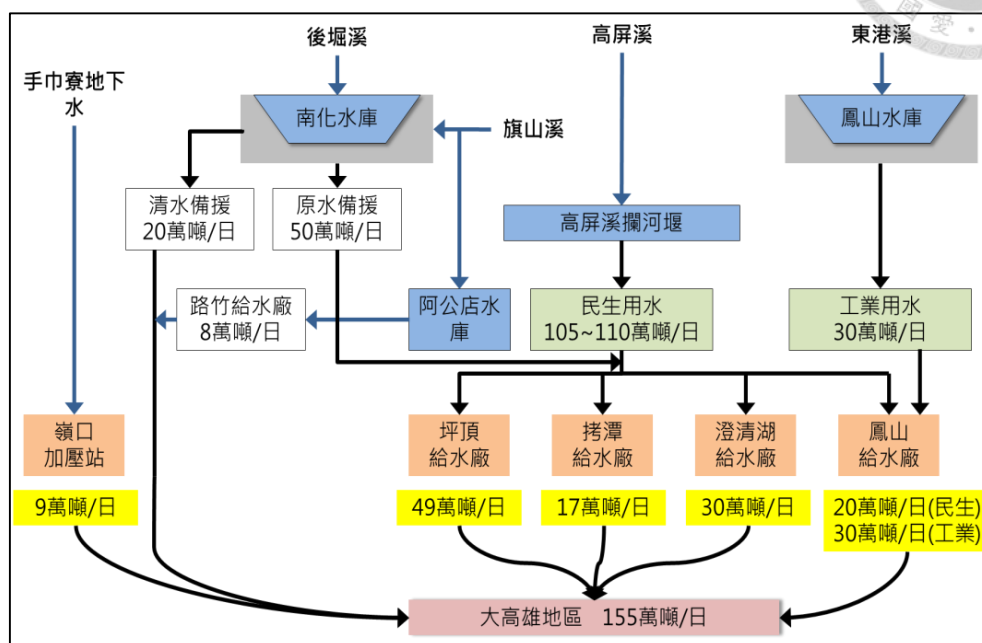 國愛·
後堀溪
高屏溪
東港溪
手巾寮地下
水
南化水庫
旗山溪
鳳山水庫
清水備援
20萬噸/日
原水備援
50萬噸/日
高屏溪攔河堰
路竹給水廠
8萬噸/日
阿公店水
庫
民生用水
105~110萬噸/日
工業用水
30萬噸/日
嶺口
加壓站
坪頂
給水廠
拷潭
給水廠
澄清湖
給水廠
鳳山
給水廠
9萬噸/日
49萬噸/日
17萬噸/日
30萬噸/日
20萬噸/日(民生)
30萬噸/日(工業)
大高雄地區 155萬噸/日